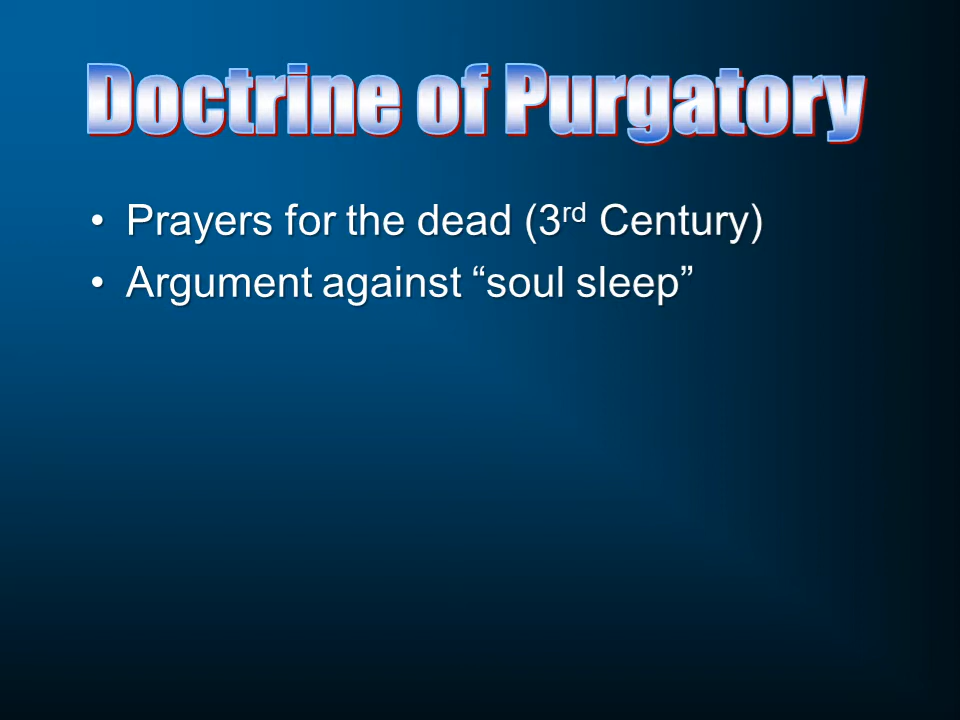 Doctrine of Purgatory
• Prayers for the dead (3rd Century)
• Argument against “soul sleep”